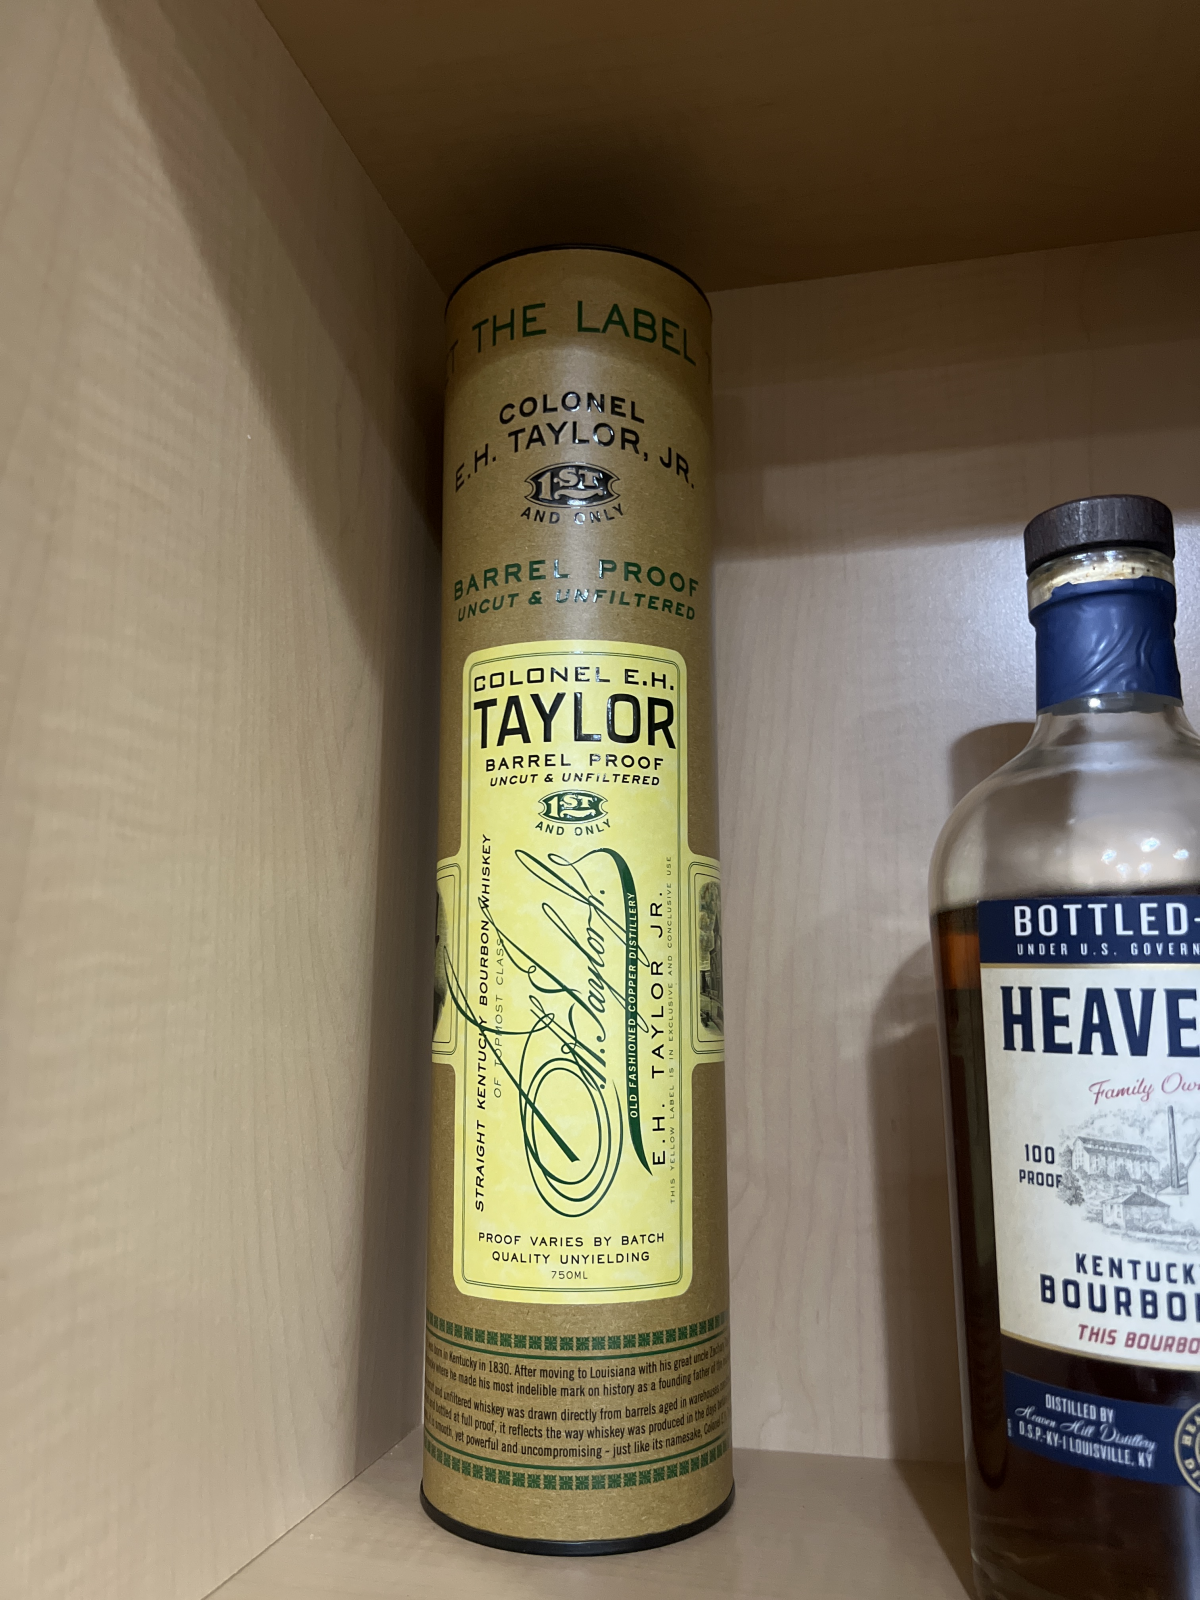 THE LABEL
COLONEL
E.H. TAYLOR, JR.
1ST
AND ONLY
BARREL PROOF
UNCUT & UNFILTERED
COLONEL E.H.
TAYLOR
BARREL PROOF
UNCUT & UNFILTERED
1ST
AND ONLY
STRAIGHT KENTUCKY BOURBON WHISKEY
OF TOPMOST CLASS
E.H. Taylor Jr.
OLD FASHIONED COPPER DISTILLERY
E.H. TAYLOR JR.
THIS YELLOW LABEL IS IN EXCLUSIVE AND CONCLUSIVE USE
PROOF VARIES BY BATCH
QUALITY UNYIELDING
750ML
born in Kentucky in 1830. After moving to Louisiana with his great uncle
where he made his most indelible mark on history as a founding father of
and unfiltered whiskey was drawn directly from barrels aged in warehouses
and bottled at full proof, it reflects the way whiskey was produced in the days
smooth, yet powerful and uncompromising – just like its namesake, Colonel
BOTTLED-
UNDER U.S. GOVERN
HEAVE
Family Ow
100
PROOF
KENTUCK
BOURBO
THIS BOURBO
DISTILLED BY
Heaven Hill Distillery
D.S.P.-KY-1 LOUISVILLE, KY